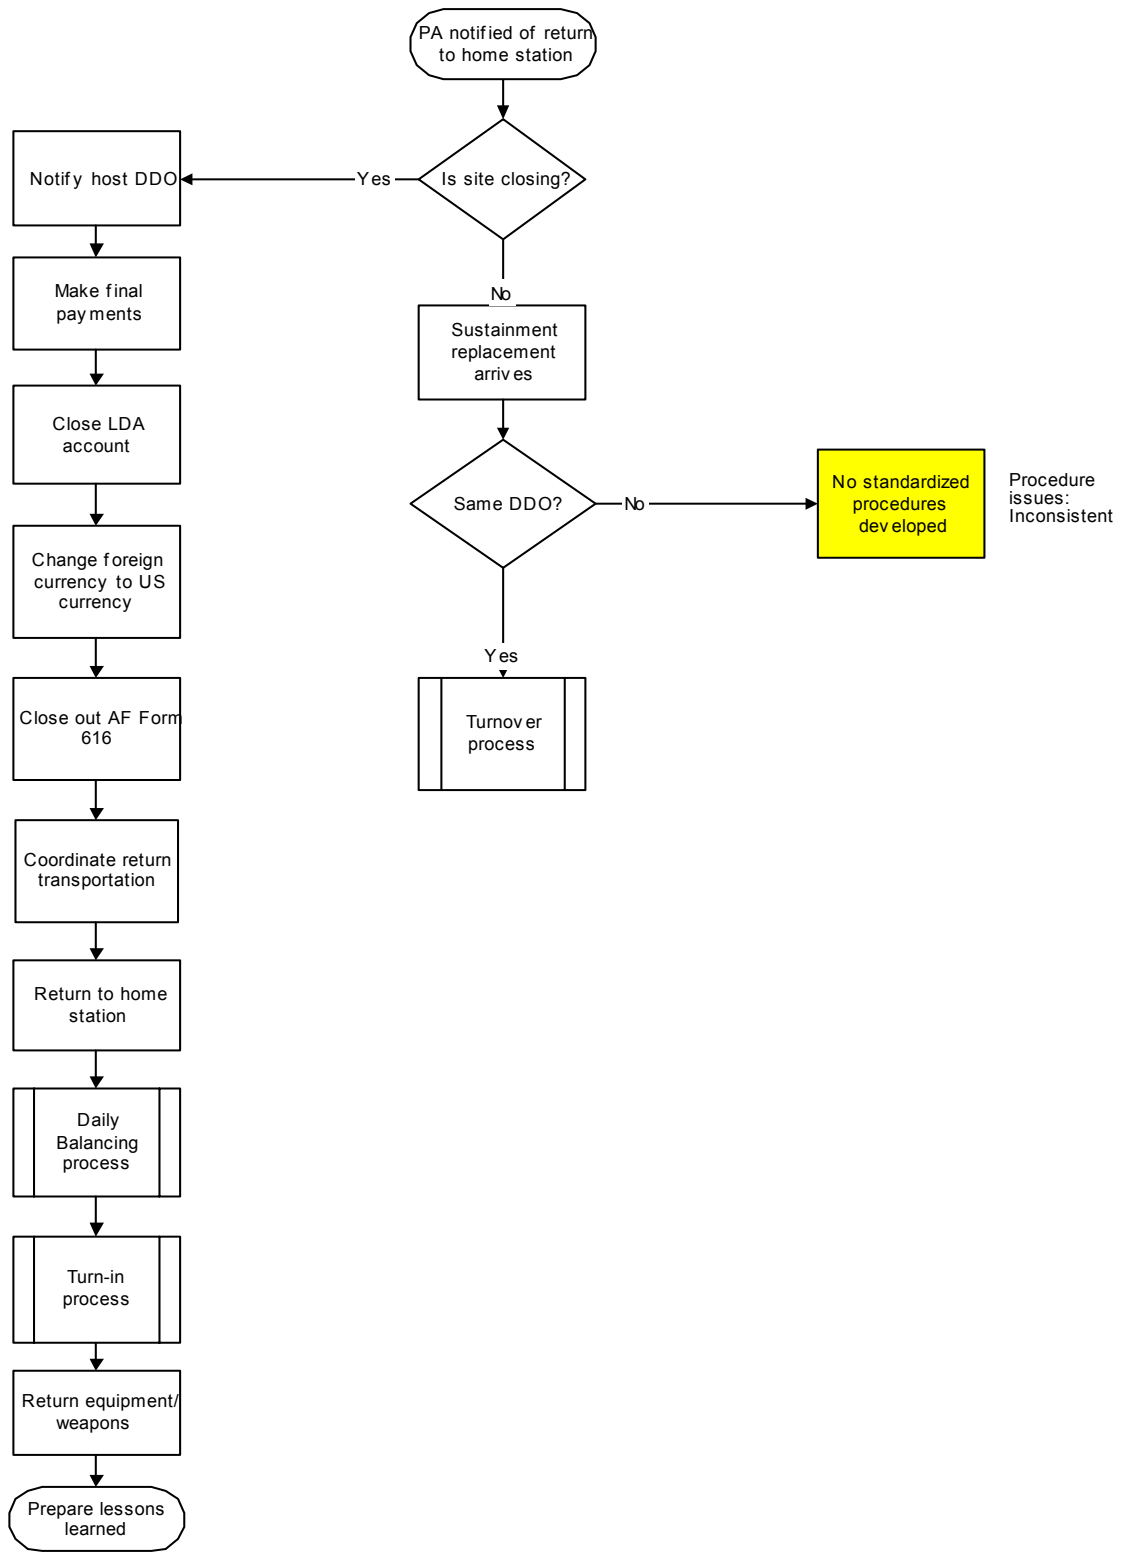 PA notified of return
to home station
Is site closing?
Yes
Notify host DDO
No
Make final
payments
Sustainment
replacement
arrives
Close LDA
account
Same DDO?
No
No standardized
procedures
developed
Procedure
issues:
Inconsistent
Change foreign
currency to US
currency
Yes
Close out AF Form
616
Turnover
process
Coordinate return
transportation
Return to home
station
Daily
Balancing
process
Turn-in
process
Return equipment/
weapons
Prepare lessons
learned